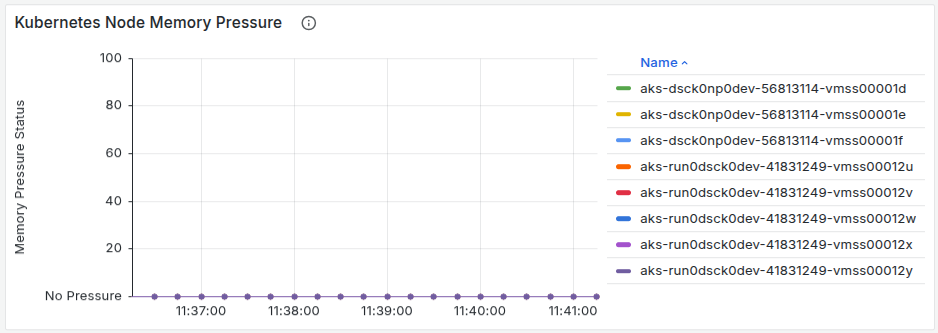 Kubernetes Node Memory Pressure
Memory Pressure Status
100
80
60
40
20
No Pressure
11:37:00 11:38:00 11:39:00 11:40:00 11:41:00
Name
aks-dsck0np0dev-56813114-vmss00001d
aks-dsck0np0dev-56813114-vmss00001e
aks-dsck0np0dev-56813114-vmss00001f
aks-run0dsck0dev-41831249-vmss00012u
aks-run0dsck0dev-41831249-vmss00012v
aks-run0dsck0dev-41831249-vmss00012w
aks-run0dsck0dev-41831249-vmss00012x
aks-run0dsck0dev-41831249-vmss00012y